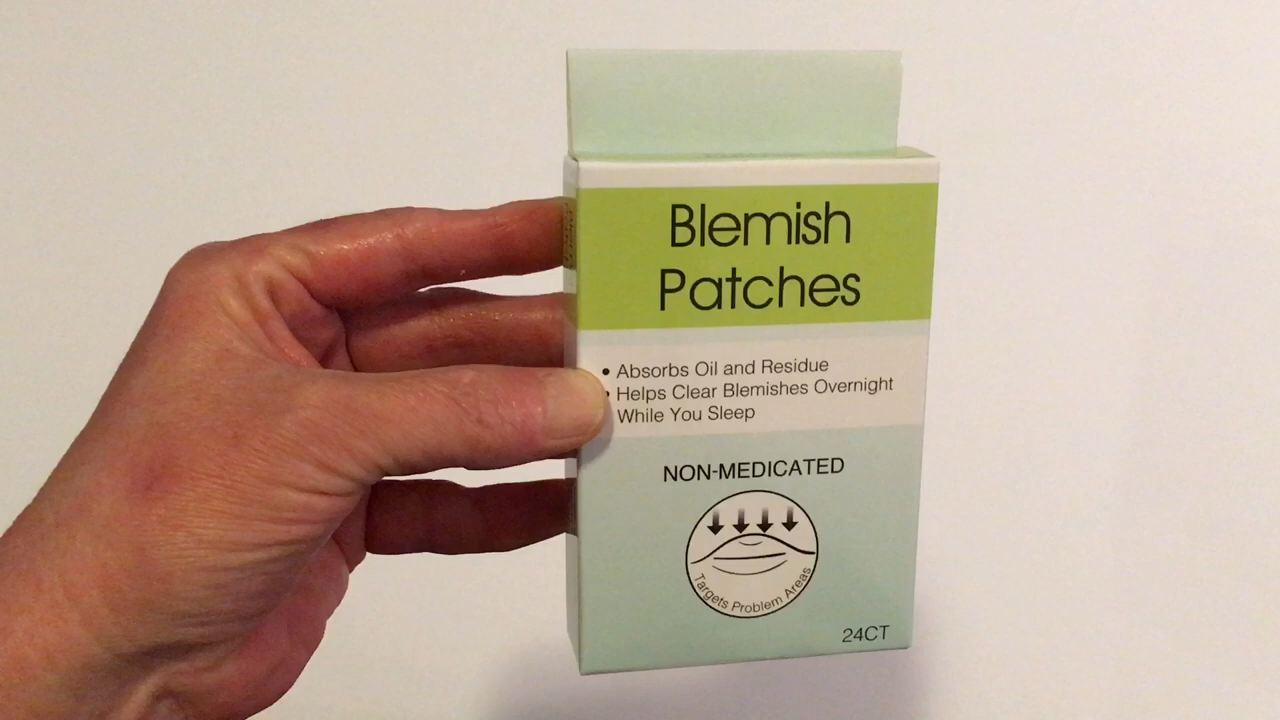 Blemish
Patches
• Absorbs Oil and Residue
• Helps Clear Blemishes Overnight
While You Sleep
NON-MEDICATED
Targets Problem Areas
24CT